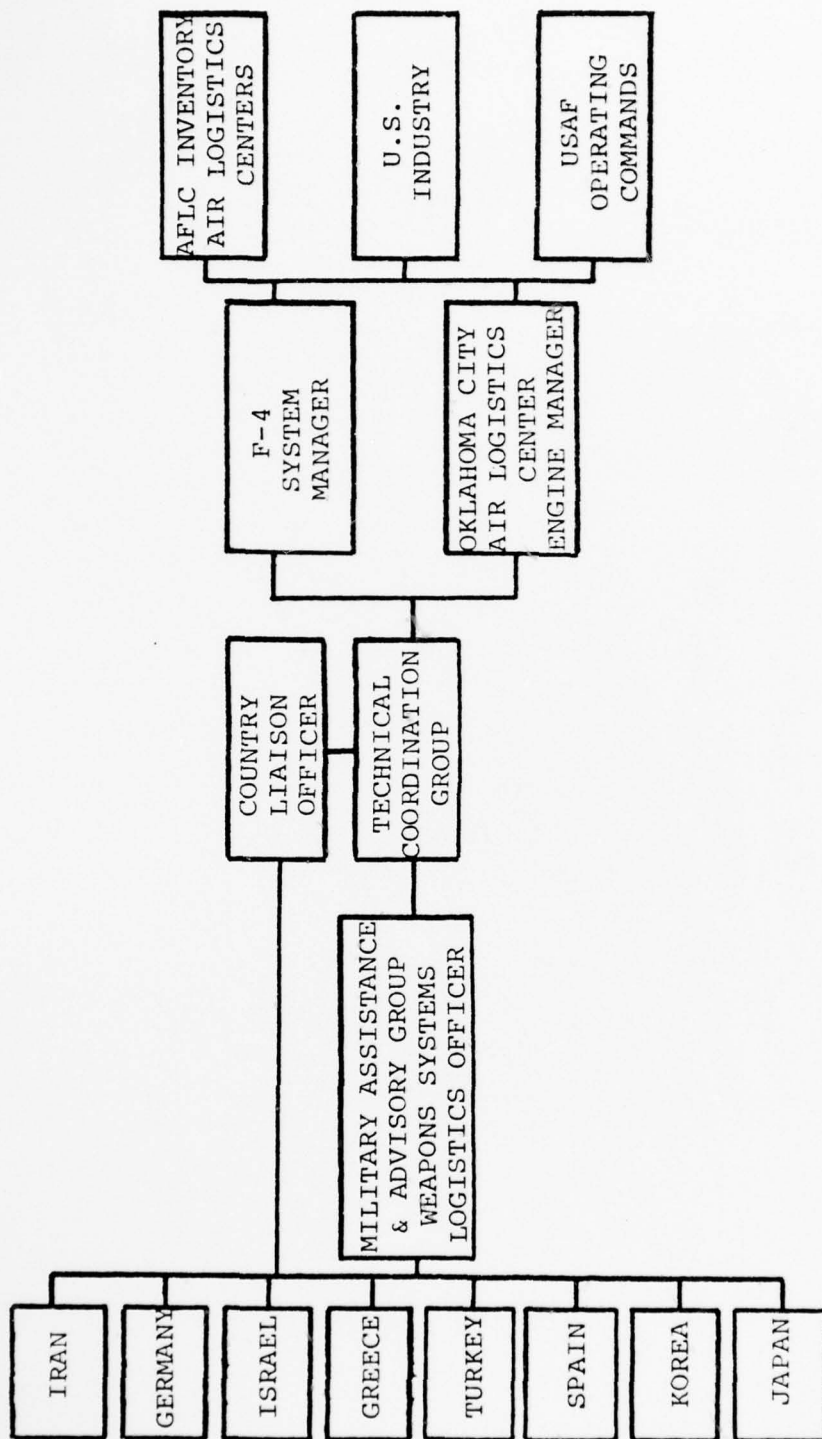 IRAN
GERMANY
ISRAEL
GREECE
TURKEY
SPAIN
KOREA
JAPAN
MILITARY ASSISTANCE
& ADVISORY GROUP
WEAPONS SYSTEMS
LOGISTICS OFFICER
COUNTRY
LIAISON
OFFICER
TECHNICAL
COORDINATION
GROUP
F-4
SYSTEM
MANAGER
OKLAHOMA CITY
AIR LOGISTICS
CENTER
ENGINE MANAGER
AFLC INVENTORY
AIR LOGISTICS
CENTERS
U.S.
INDUSTRY
USAF
OPERATING
COMMANDS